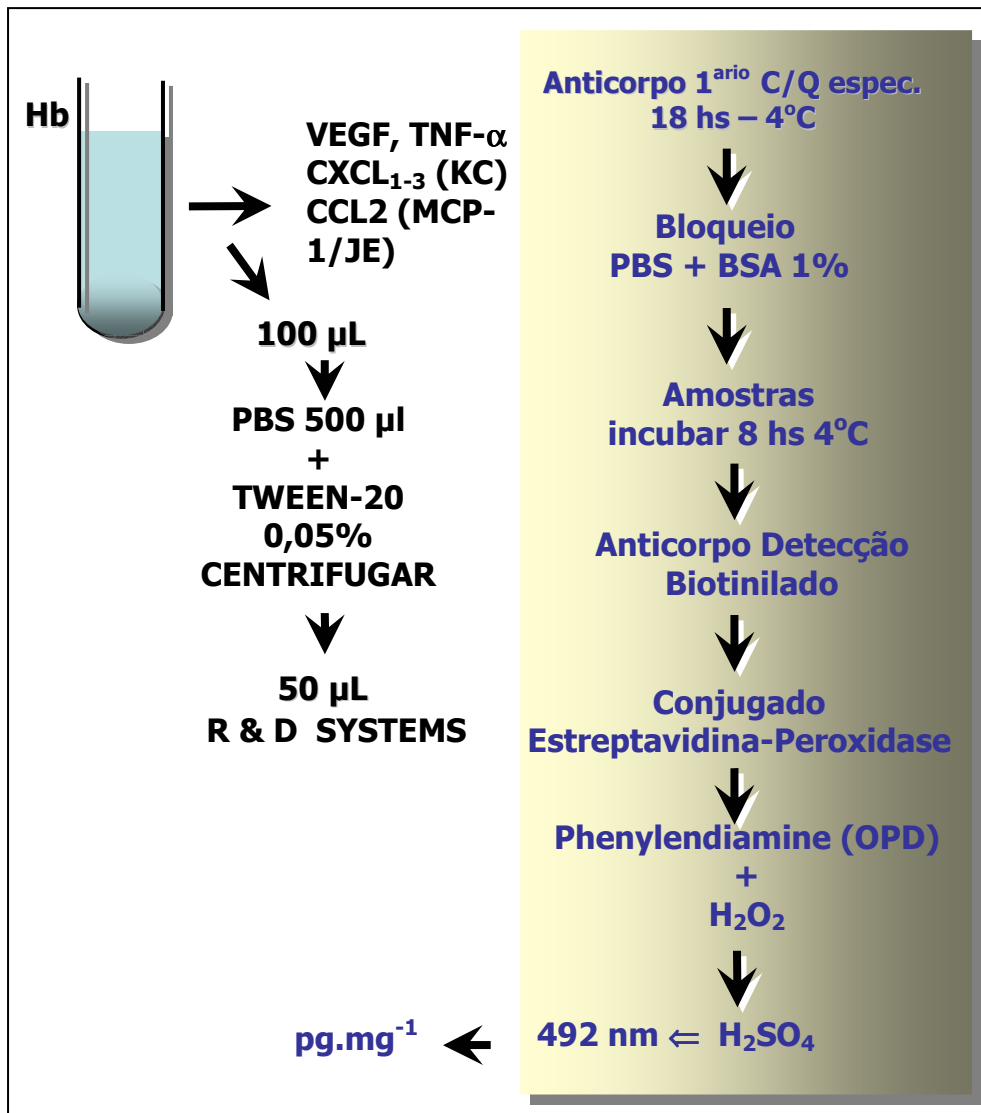 Hb
VEGF, TNF-α
CXCL₁₋₃ (KC)
CCL2 (MCP-
1/JE)
100 µL
PBS 500 µl
+
TWEEN-20
0,05%
CENTRIFUGAR
50 µL
R & D SYSTEMS
Anticorpo 1ᵃʳⁱᵒ C/Q espec.
18 hs – 4°C
Bloqueio
PBS + BSA 1%
Amostras
incubar 8 hs 4°C
Anticorpo Detecção
Biotinilado
Conjugado
Estreptavidina-Peroxidase
Phenylendiamine (OPD)
+
H₂O₂
492 nm ⇐ H₂SO₄
pg.mg⁻¹